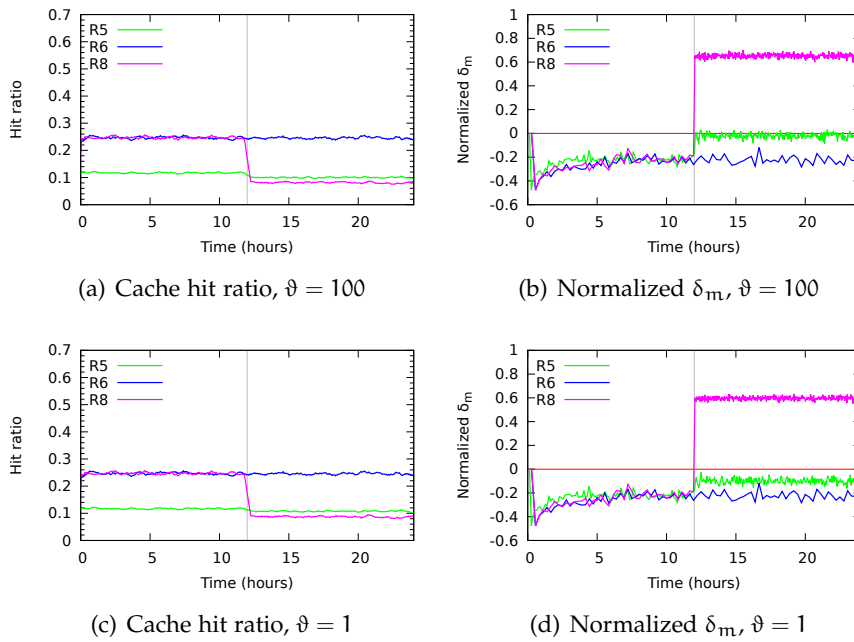 0.7
0.6
0.5
0.4
0.3
0.2
0.1
0
Hit ratio
R5
R6
R8
0 5 10 15 20
Time (hours)
(a) Cache hit ratio, ϑ = 100
1
0.8
0.6
0.4
0.2
0
-0.2
-0.4
-0.6
Normalized δm
R5
R6
R8
0 5 10 15 20
Time (hours)
(b) Normalized δm, ϑ = 100
0.7
0.6
0.5
0.4
0.3
0.2
0.1
0
Hit ratio
R5
R6
R8
0 5 10 15 20
Time (hours)
(c) Cache hit ratio, ϑ = 1
1
0.8
0.6
0.4
0.2
0
-0.2
-0.4
-0.6
Normalized δm
R5
R6
R8
0 5 10 15 20
Time (hours)
(d) Normalized δm, ϑ = 1